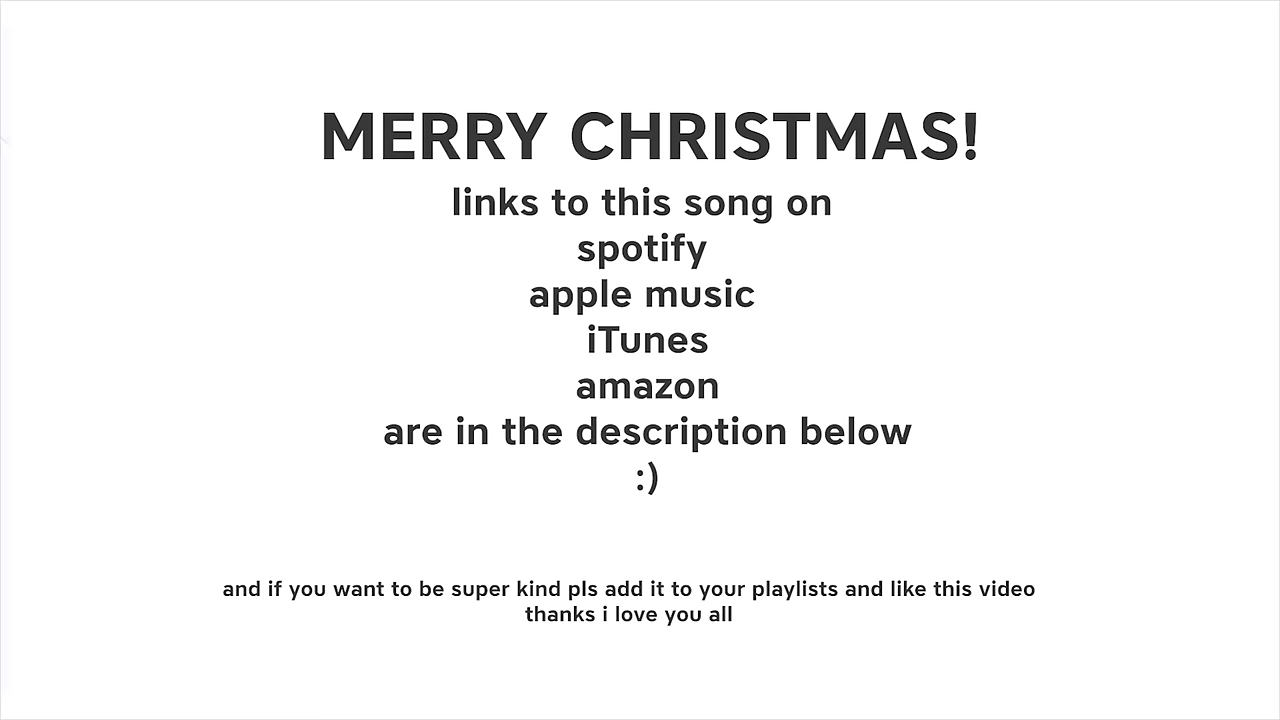 MERRY CHRISTMAS!
links to this song on
spotify
apple music
iTunes
amazon
are in the description below
:)
and if you want to be super kind pls add it to your playlists and like this video
thanks i love you all